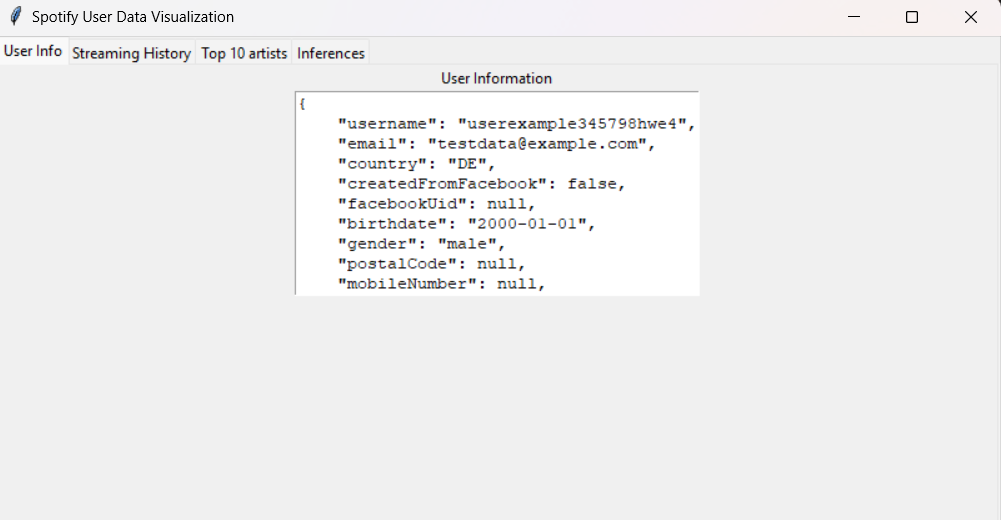 Spotify User Data Visualization
User Info Streaming History Top 10 artists Inferences
User Information
{
"username": "userexample345798hwe4",
"email": "testdata@example.com",
"country": "DE",
"createdFromFacebook": false,
"facebookUid": null,
"birthdate": "2000-01-01",
"gender": "male",
"postalCode": null,
"mobileNumber": null,